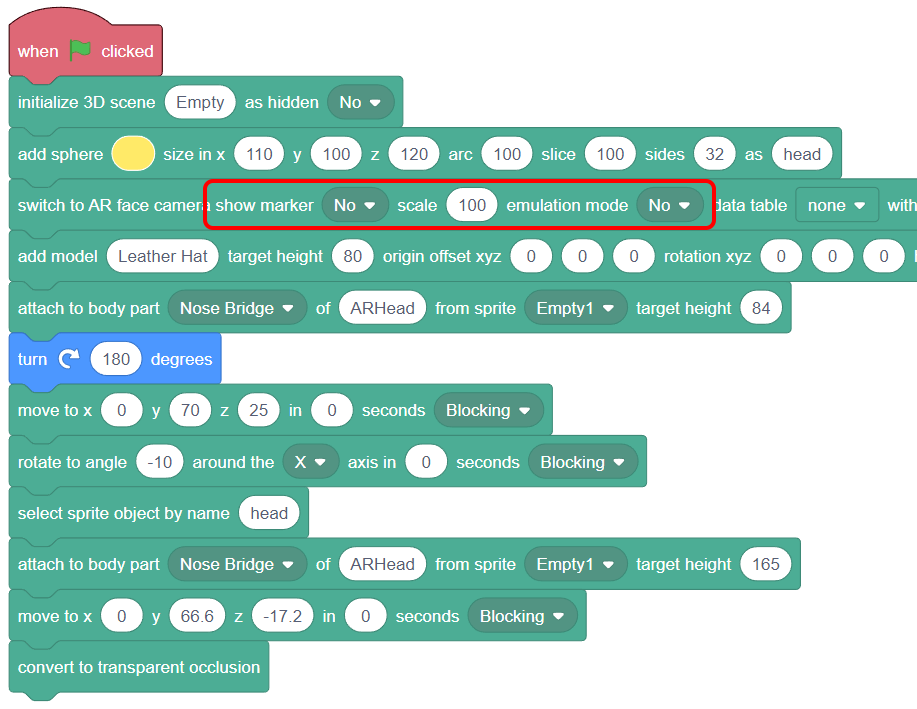 when clicked
initialize 3D scene Empty as hidden No
add sphere size in x 110 y 100 z 120 arc 100 slice 100 sides 32 as head
switch to AR face camera show marker No scale 100 emulation mode No data table none with
add model Leather Hat target height 80 origin offset xyz 0 0 0 rotation xyz 0 0 0
attach to body part Nose Bridge of ARHead from sprite Empty1 target height 84
turn 180 degrees
move to x 0 y 70 z 25 in 0 seconds Blocking
rotate to angle -10 around the X axis in 0 seconds Blocking
select sprite object by name head
attach to body part Nose Bridge of ARHead from sprite Empty1 target height 165
move to x 0 y 66.6 z -17.2 in 0 seconds Blocking
convert to transparent occlusion